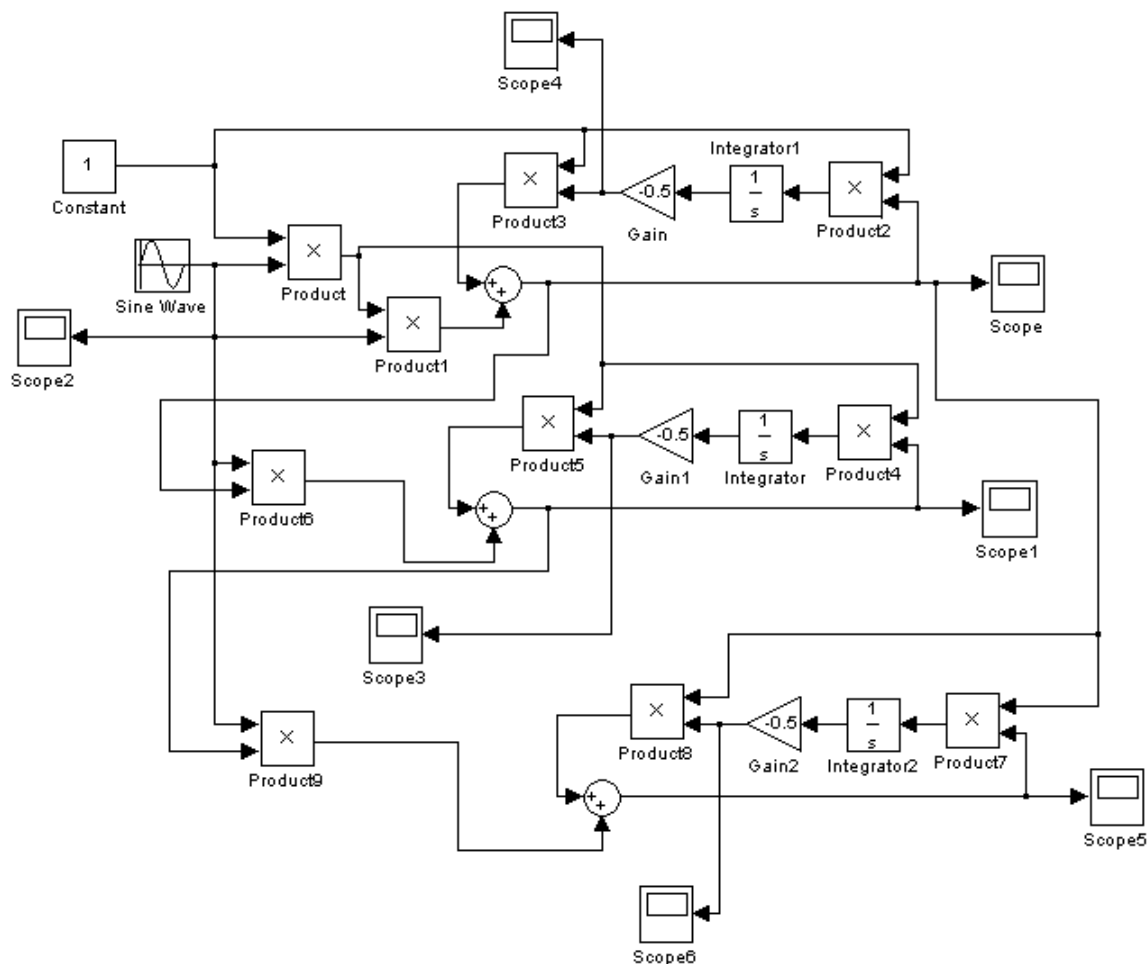 Scope4
1
Constant
×
Product3
-0.5
Gain
Integrator1
1
s
×
Product2
Sine Wave
×
Product
+
+
Scope
Scope2
×
Product1
×
Product5
-0.5
Gain1
1
s
Integrator
×
Product4
×
Product6
+
+
Scope1
Scope3
×
Product9
×
Product8
-0.5
Gain2
1
s
Integrator2
×
Product7
+
+
Scope5
Scope6